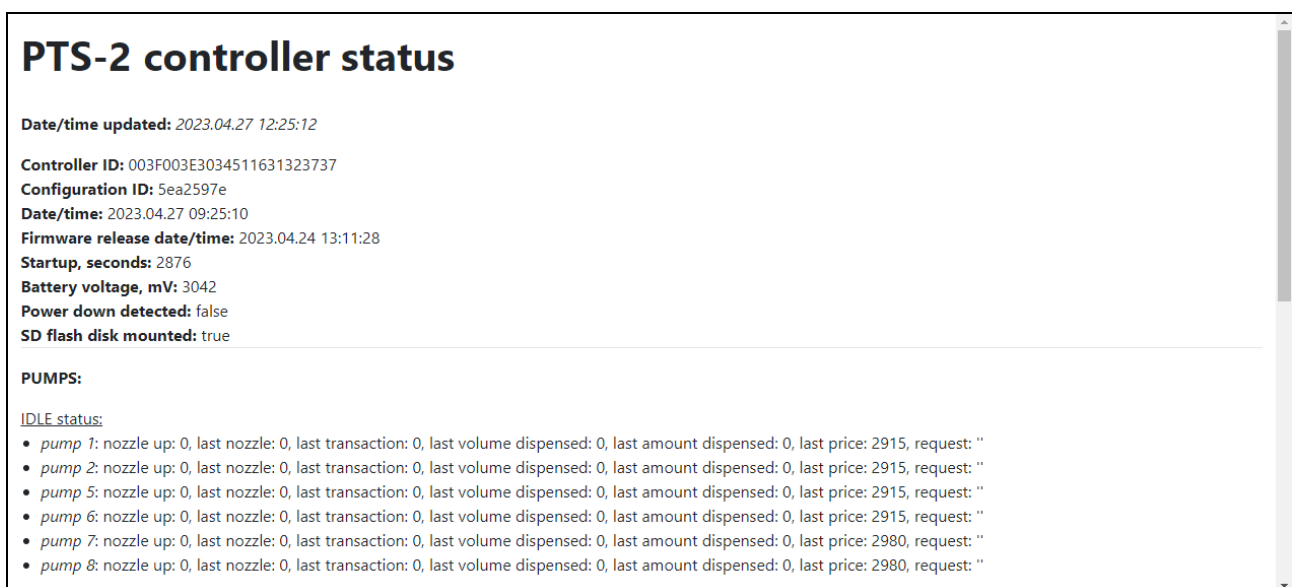 PTS-2 controller status
Date/time updated: 2023.04.27 12:25:12
Controller ID: 003F003E3034511631323737
Configuration ID: 5ea2597e
Date/time: 2023.04.27 09:25:10
Firmware release date/time: 2023.04.24 13:11:28
Startup, seconds: 2876
Battery voltage, mV: 3042
Power down detected: false
SD flash disk mounted: true
PUMPS:
IDLE status:
• pump 1: nozzle up: 0, last nozzle: 0, last transaction: 0, last volume dispensed: 0, last amount dispensed: 0, last price: 2915, request: ''
• pump 2: nozzle up: 0, last nozzle: 0, last transaction: 0, last volume dispensed: 0, last amount dispensed: 0, last price: 2915, request: ''
• pump 5: nozzle up: 0, last nozzle: 0, last transaction: 0, last volume dispensed: 0, last amount dispensed: 0, last price: 2915, request: ''
• pump 6: nozzle up: 0, last nozzle: 0, last transaction: 0, last volume dispensed: 0, last amount dispensed: 0, last price: 2915, request: ''
• pump 7: nozzle up: 0, last nozzle: 0, last transaction: 0, last volume dispensed: 0, last amount dispensed: 0, last price: 2980, request: ''
• pump 8: nozzle up: 0, last nozzle: 0, last transaction: 0, last volume dispensed: 0, last amount dispensed: 0, last price: 2980, request: ''